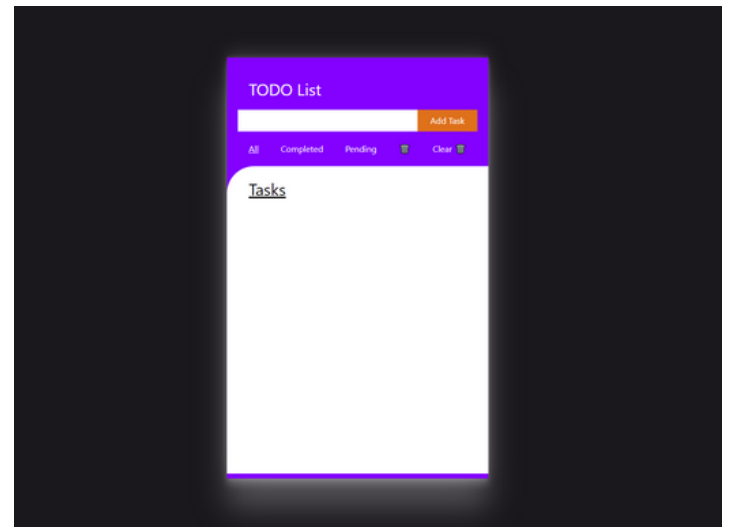 TODO List
Add Task
All Completed Pending 🗑 Clear 🗑
Tasks